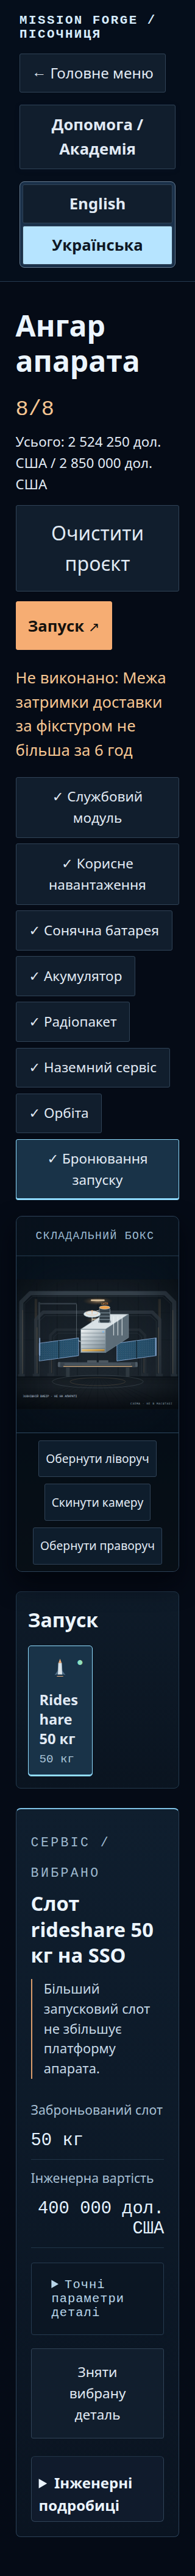 MISSION FORGE /
ПІСОЧНИЦЯ
← Головне меню
Допомога /
Академія
English
Українська
Ангар
апарата
8/8
Усього: 2 524 250 дол.
США / 2 850 000 дол.
США
Очистити
проєкт
Запуск ↗
Не виконано: Межа
затримки доставки
за фікстуром не
більша за 6 год
✓ Службовий
модуль
✓ Корисне
навантаження
✓ Сонячна батарея
✓ Акумулятор
✓ Радіопакет
✓ Наземний сервіс
✓ Орбіта
✓ Бронювання
запуску
СКЛАДАЛЬНИЙ БОКС
Обернути ліворуч
Скинути камеру
Обернути праворуч
Запуск
Rides
hare
50 кг
50 кг
СЕРВІС /
ВИБРАНО
Слот
rideshare 50
кг на SSO
Більший
запусковий слот
не збільшує
платформу
апарата.
Заброньований слот
50 кг
Інженерна вартість
400 000 дол.
США
▶ Точні
параметри
деталі
Зняти
вибрану
деталь
▶ Інженерні
подробиці